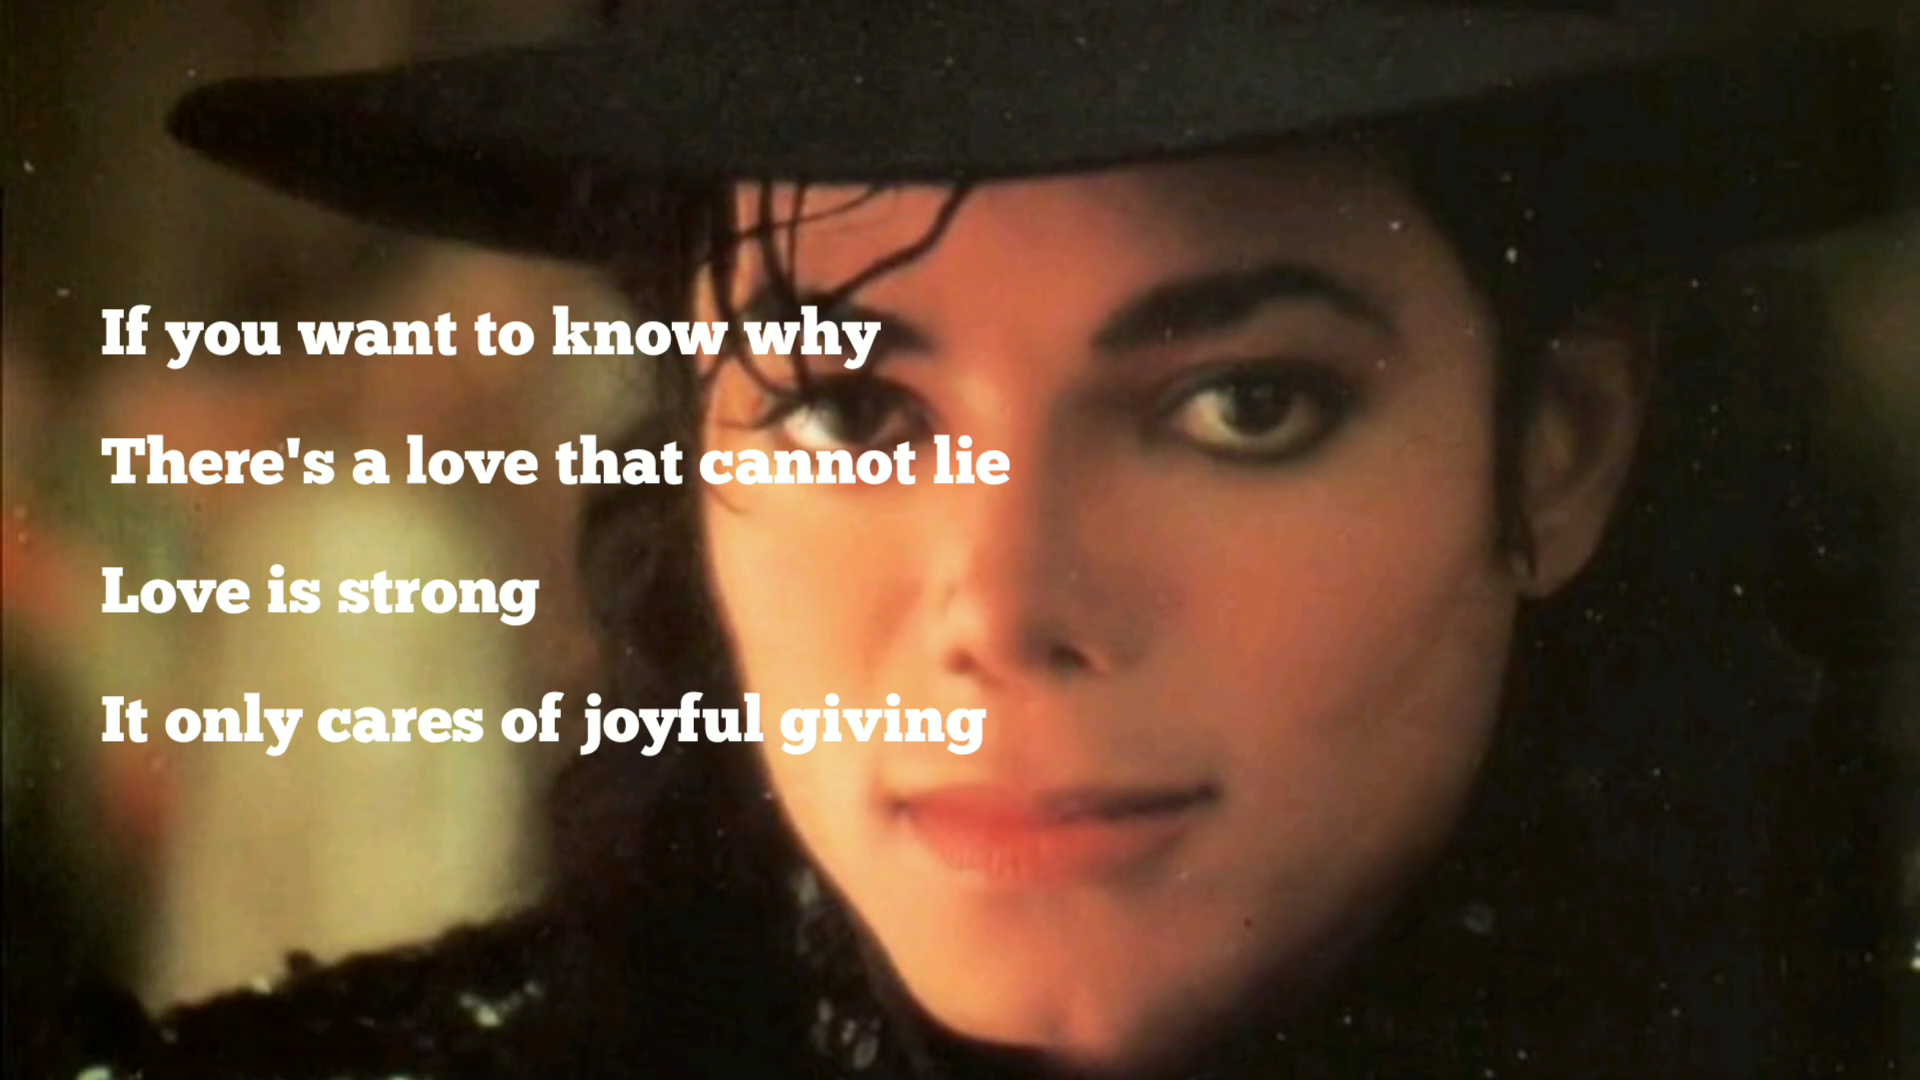 If you want to know why
There's a love that cannot lie
Love is strong
It only cares of joyful giving